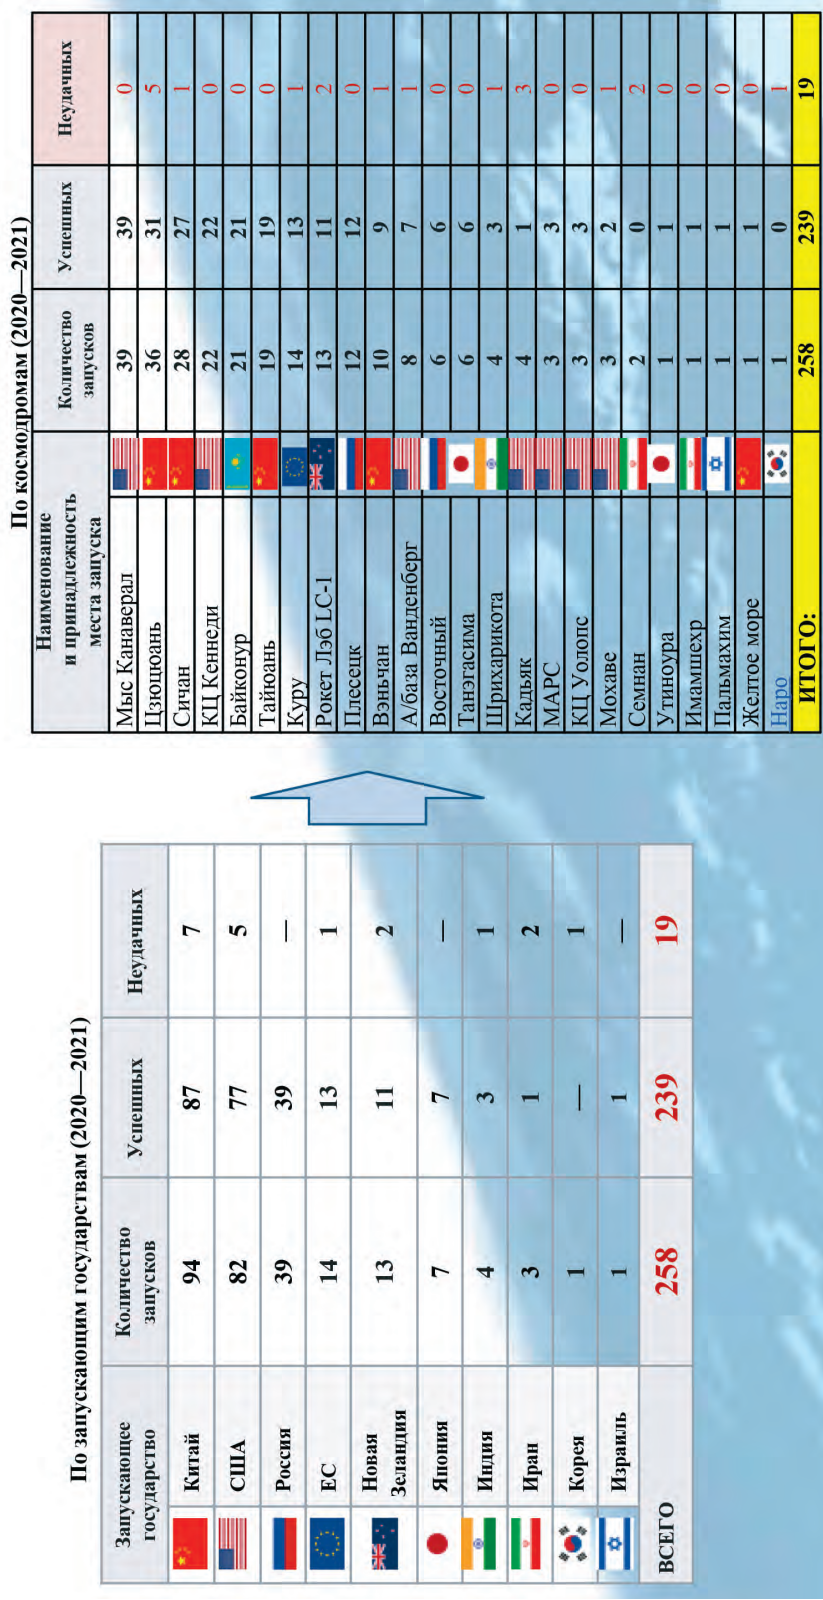 По запускающим государствам (2020—2021)
Запускающее государство Количество запусков Успешных Неудачных
Китай 94 87 7
США 82 77 5
Россия 39 39 —
ЕС 14 13 1
Новая Зеландия 13 11 2
Япония 7 7 —
Индия 4 3 1
Иран 3 1 2
Корея 1 — 1
Израиль 1 1 —
ВСЕГО 258 239 19
По космодромам (2020—2021)
Наименование и принадлежность места запуска Количество запусков Успешных Неудачных
Мыс Канаверал 39 39 0
Цзюцюань 36 31 5
Сичан 28 27 1
КЦ Кеннеди 22 22 0
Байконур 21 21 0
Тайюань 19 19 0
Куру 14 13 1
Рокет Лэб LC-1 13 11 2
Плесецк 12 12 0
Вэньчан 10 9 1
А/база Ванденберг 8 7 1
Восточный 6 6 0
Танэгасима 6 6 0
Шрихарикота 4 3 1
Кадьяк 4 1 3
МАРС 3 3 0
КЦ Уолопс 3 3 0
Мохаве 3 2 1
Семнан 2 0 2
Утиноура 1 1 0
Имамшехр 1 1 0
Пальмахим 1 1 0
Желтое море 1 1 0
Наро 1 0 1
ИТОГО: 258 239 19